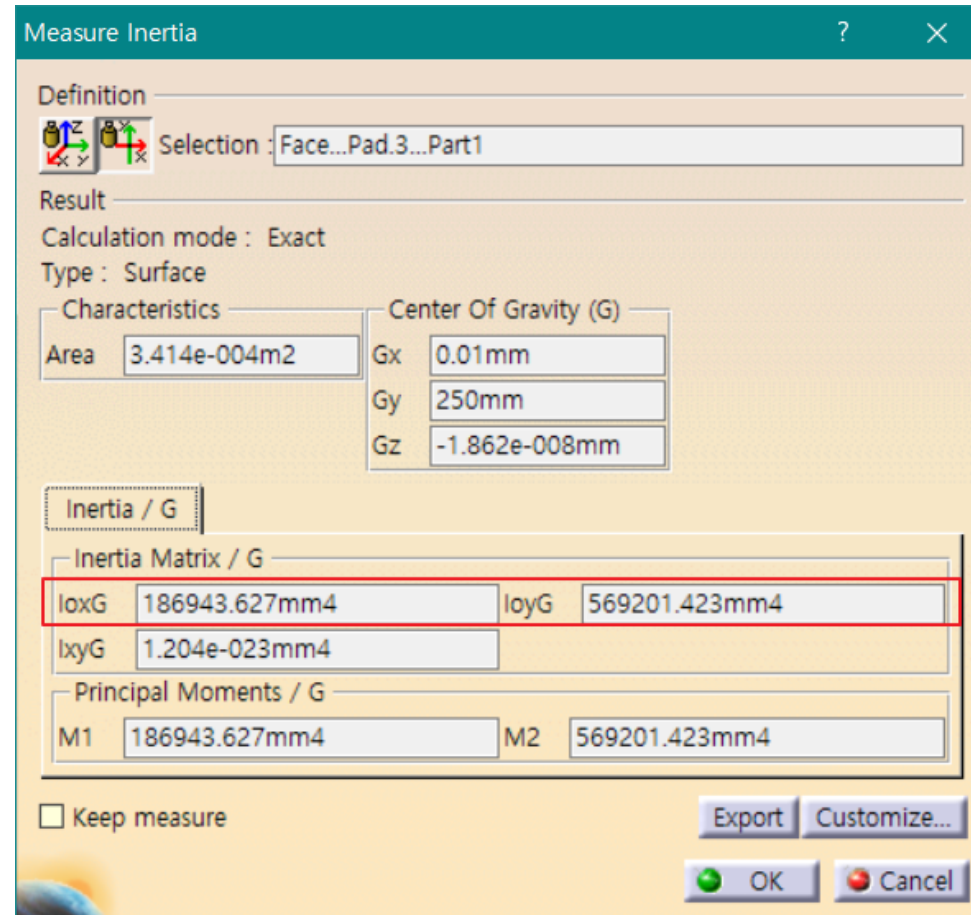 Measure Inertia ? ×
Definition
Z X Y Y X Selection : Face...Pad.3...Part1
Result
Calculation mode : Exact
Type : Surface
Characteristics Center Of Gravity (G)
Area 3.414e-004m2 Gx 0.01mm
Gy 250mm
Gz -1.862e-008mm
Inertia / G
Inertia Matrix / G
IoxG 186943.627mm4 IoyG 569201.423mm4
IxyG 1.204e-023mm4
Principal Moments / G
M1 186943.627mm4 M2 569201.423mm4
Keep measure Export Customize...
OK Cancel